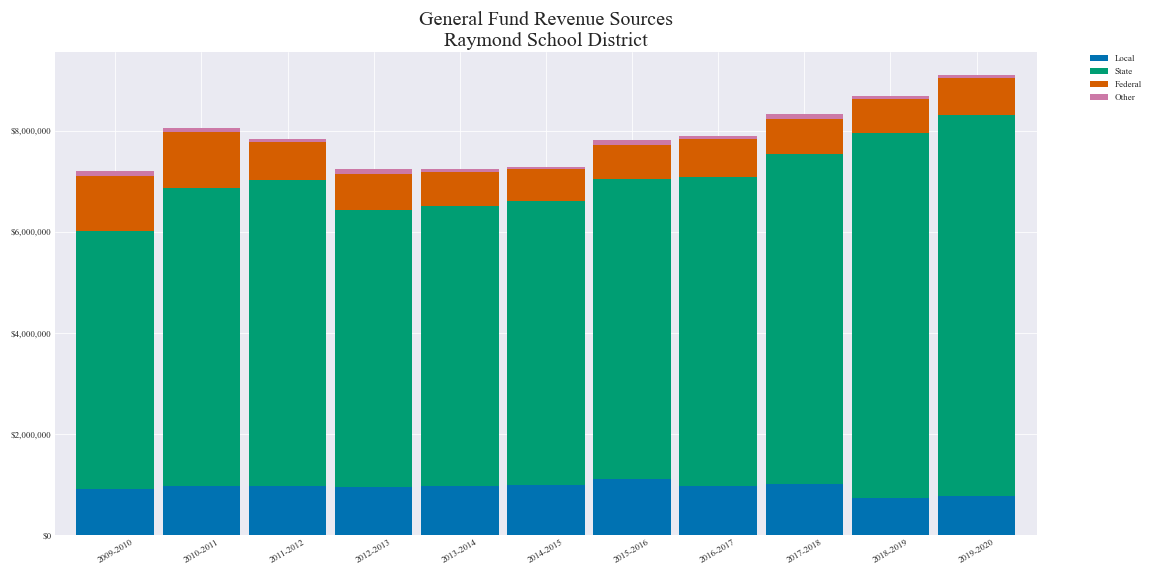 General Fund Revenue Sources
Raymond School District
Local
State
Federal
Other
$8,000,000
$6,000,000
$4,000,000
$2,000,000
$0
2009-2010
2010-2011
2011-2012
2012-2013
2013-2014
2014-2015
2015-2016
2016-2017
2017-2018
2018-2019
2019-2020